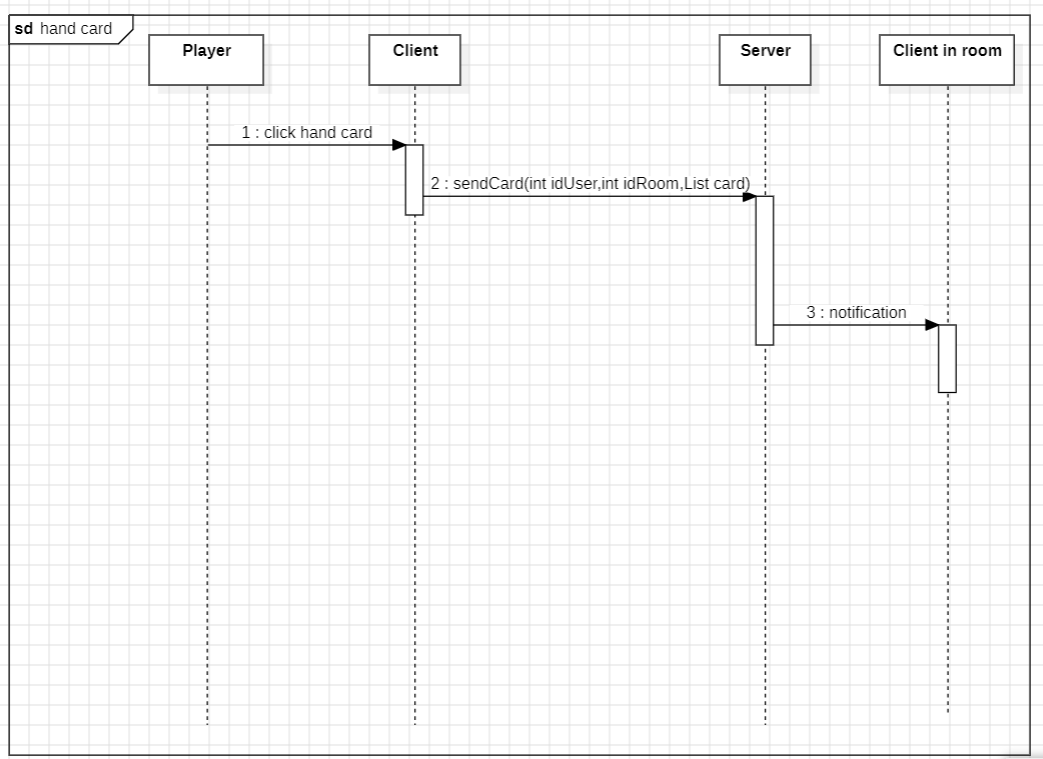 sd hand card
Player
Client
Server
Client in room
1 : click hand card
2 : sendCard(int idUser,int idRoom,List card)
3 : notification